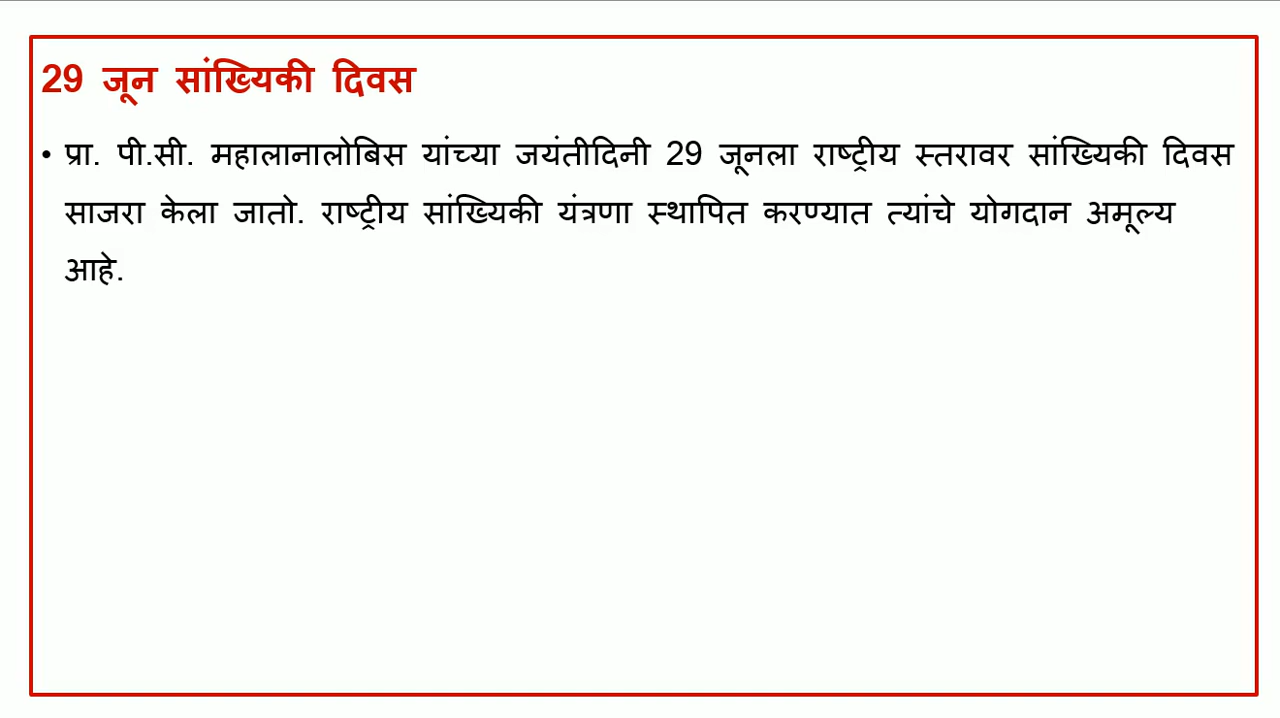 29 जून सांख्यिकी दिवस
• प्रा. पी.सी. महालानालोबिस यांच्या जयंतीदिनी 29 जूनला राष्ट्रीय स्तरावर सांख्यिकी दिवस
साजरा केला जातो. राष्ट्रीय सांख्यिकी यंत्रणा स्थापित करण्यात त्यांचे योगदान अमूल्य
आहे.